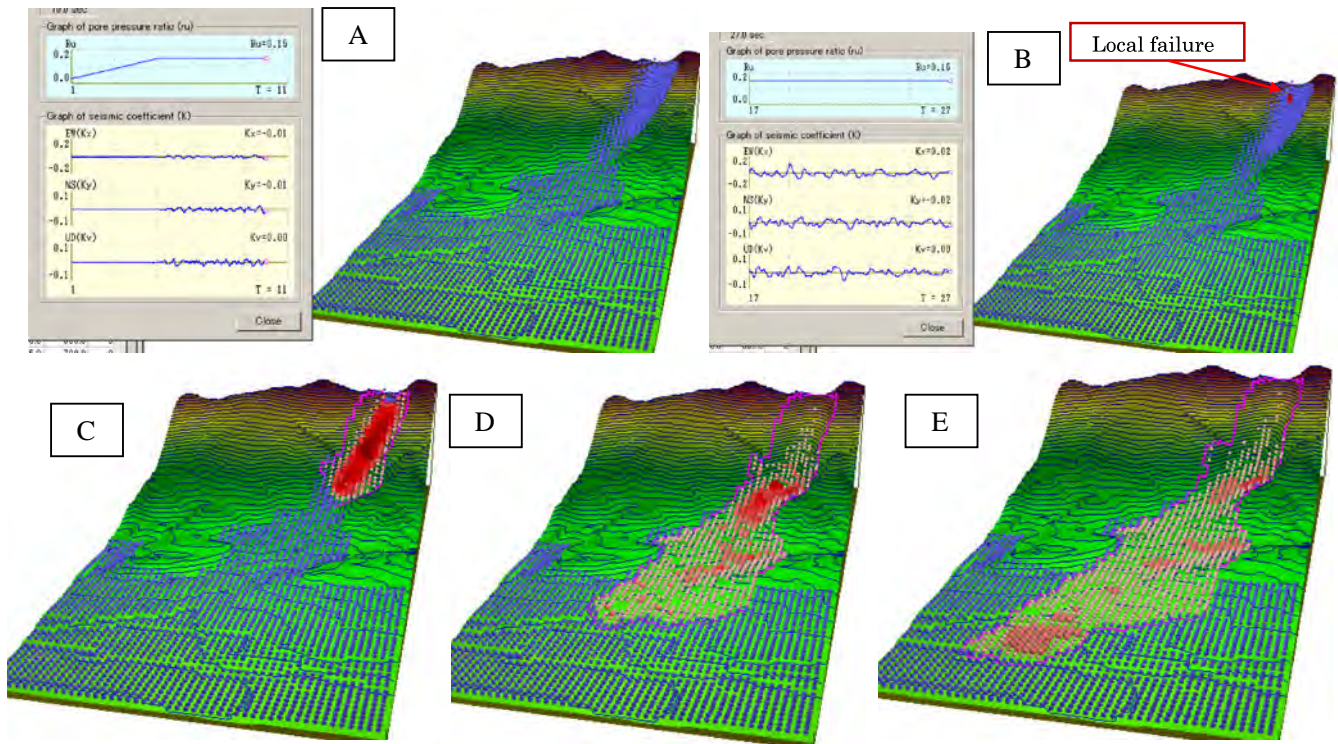 Graph of pore pressure ratio (ru)
Ru
Ru=0.15
0.2
0.0
1
T = 11
Graph of seismic coefficient (K)
EW(Kx)
Kx=-0.01
0.2
-0.2
NS(Ky)
Ky=-0.01
0.1
-0.1
UD(Kv)
Kv=0.00
0.1
-0.1
1
T = 11
Close
A
27.0 sec
Graph of pore pressure ratio (ru)
Ru
Ru=0.15
0.2
0.0
17
T = 27
Graph of seismic coefficient (K)
EW(Kx)
Kx=0.02
0.2
-0.2
NS(Ky)
Ky=-0.02
0.1
-0.1
UD(Kv)
Kv=0.00
0.1
-0.1
17
T = 27
Close
B
Local failure
C
D
E